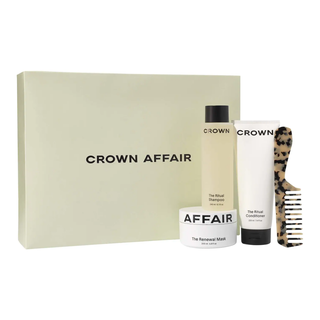 CROWN AFFAIR
CROWN
The Ritual
Shampoo
CROWN
The Ritual
Conditioner
AFFAIR
The Renewal Mask